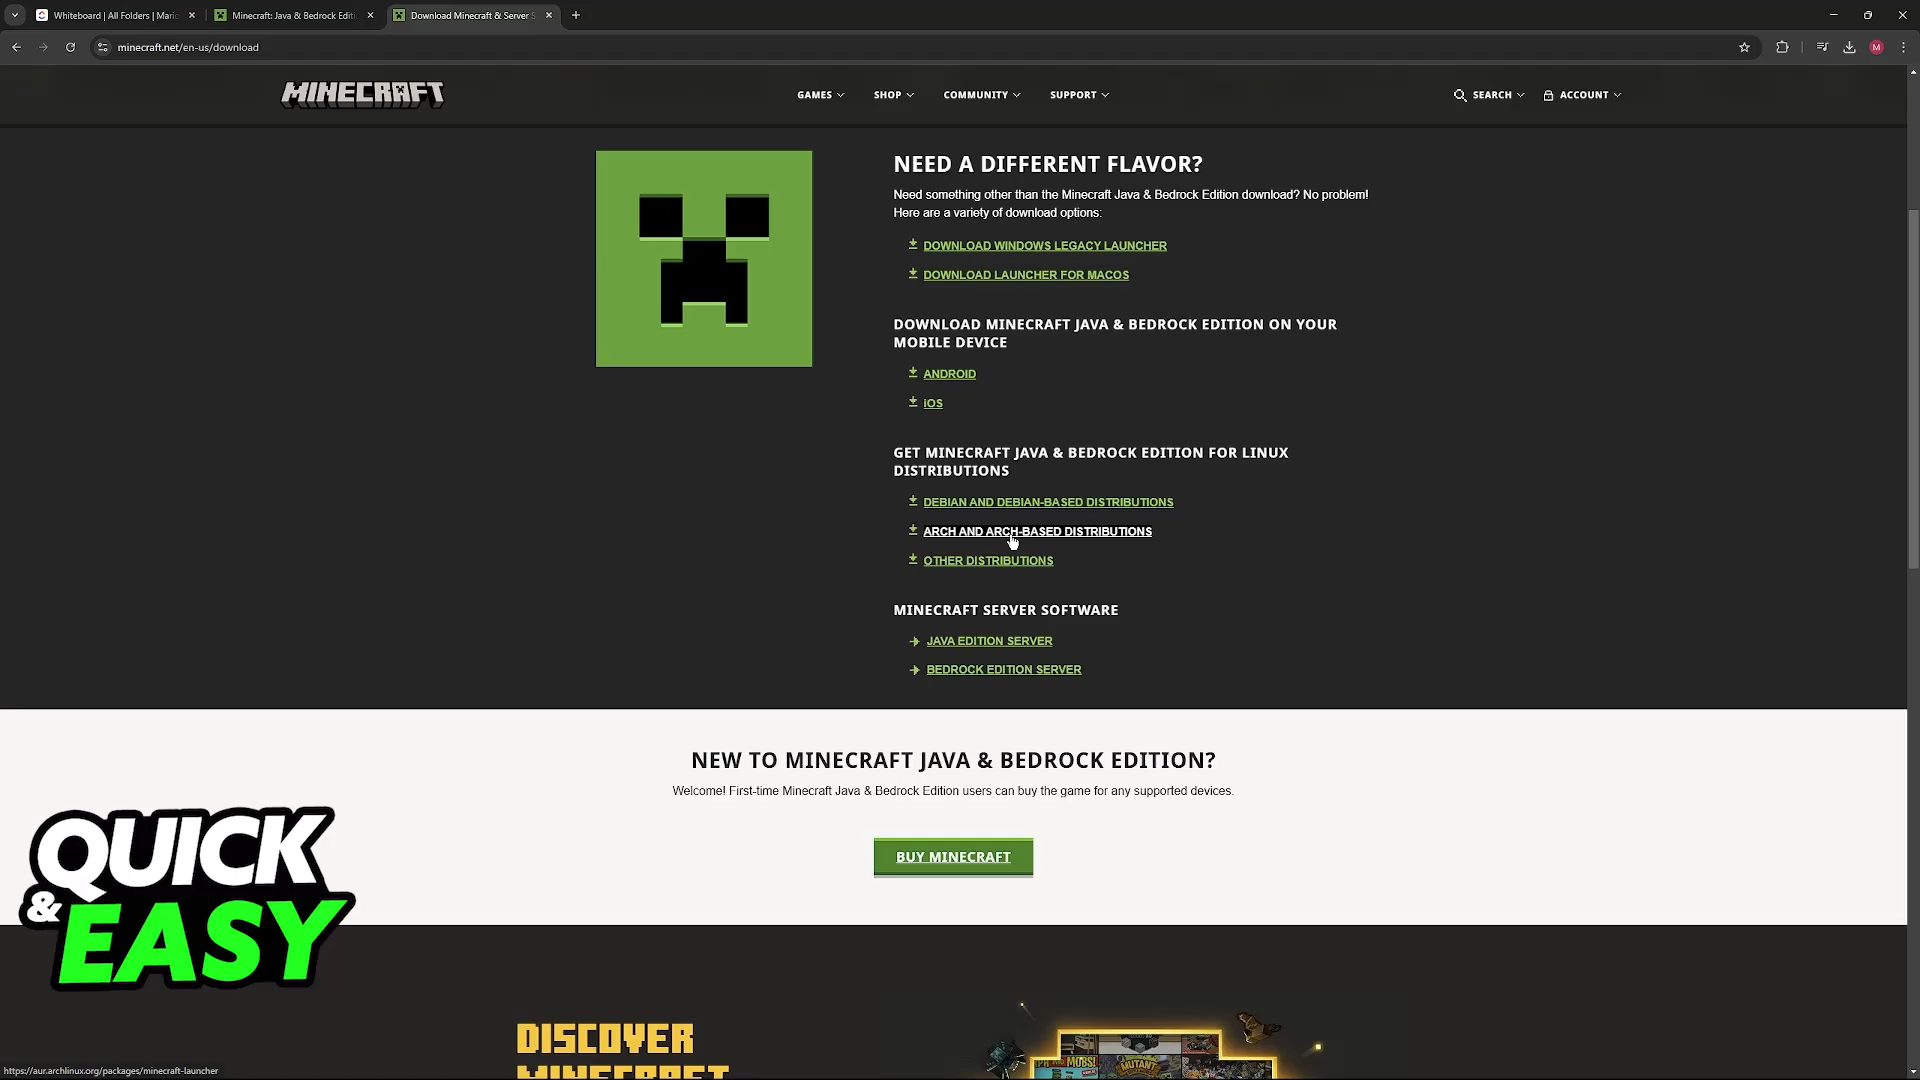 Whiteboard | All Folders | Mari
Minecraft: Java & Bedrock Editi
Download Minecraft & Server S
minecraft.net/en-us/download
M
MINECRAFT
GAMES
SHOP
COMMUNITY
SUPPORT
SEARCH
ACCOUNT
NEED A DIFFERENT FLAVOR?
Need something other than the Minecraft Java & Bedrock Edition download? No problem!
Here are a variety of download options:
DOWNLOAD WINDOWS LEGACY LAUNCHER
DOWNLOAD LAUNCHER FOR MACOS
DOWNLOAD MINECRAFT JAVA & BEDROCK EDITION ON YOUR
MOBILE DEVICE
ANDROID
iOS
GET MINECRAFT JAVA & BEDROCK EDITION FOR LINUX
DISTRIBUTIONS
DEBIAN AND DEBIAN-BASED DISTRIBUTIONS
ARCH AND ARCH-BASED DISTRIBUTIONS
OTHER DISTRIBUTIONS
MINECRAFT SERVER SOFTWARE
JAVA EDITION SERVER
BEDROCK EDITION SERVER
NEW TO MINECRAFT JAVA & BEDROCK EDITION?
Welcome! First-time Minecraft Java & Bedrock Edition users can buy the game for any supported devices.
BUY MINECRAFT
QUICK
& EASY
DISCOVER
MINECRAFT
MOBS!
MUTANT
https://aur.archlinux.org/packages/minecraft-launcher